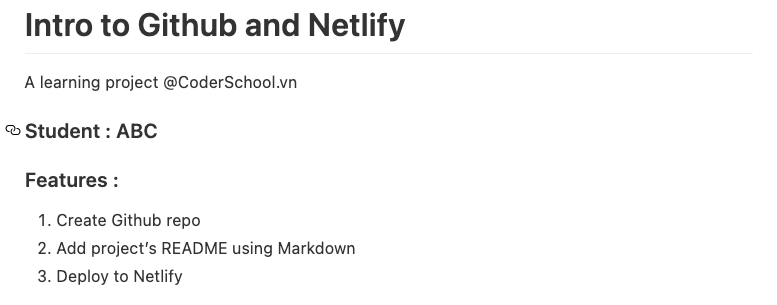 Intro to Github and Netlify
A learning project @CoderSchool.vn
Student : ABC
Features :
1. Create Github repo
2. Add project’s README using Markdown
3. Deploy to Netlify